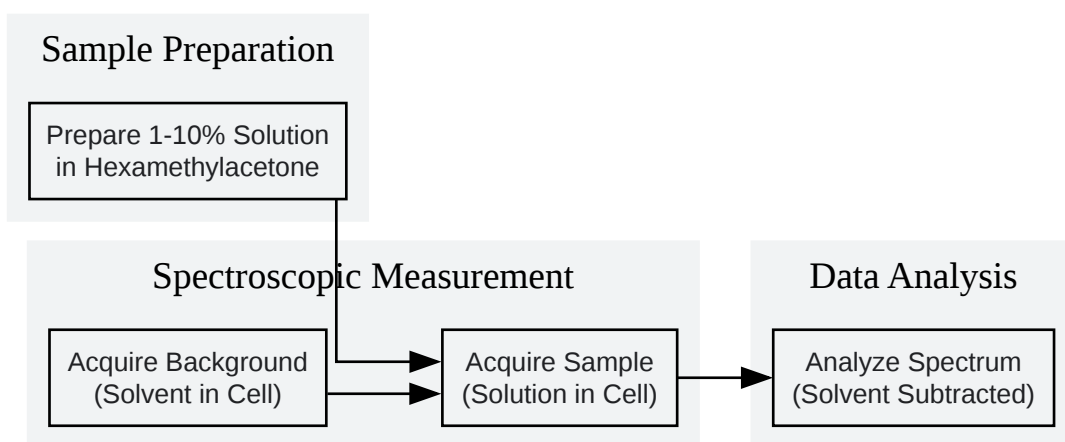 Sample Preparation
Prepare 1-10% Solution
in Hexamethylacetone
Spectroscopic Measurement
Acquire Background
(Solvent in Cell)
Acquire Sample
(Solution in Cell)
Data Analysis
Analyze Spectrum
(Solvent Subtracted)